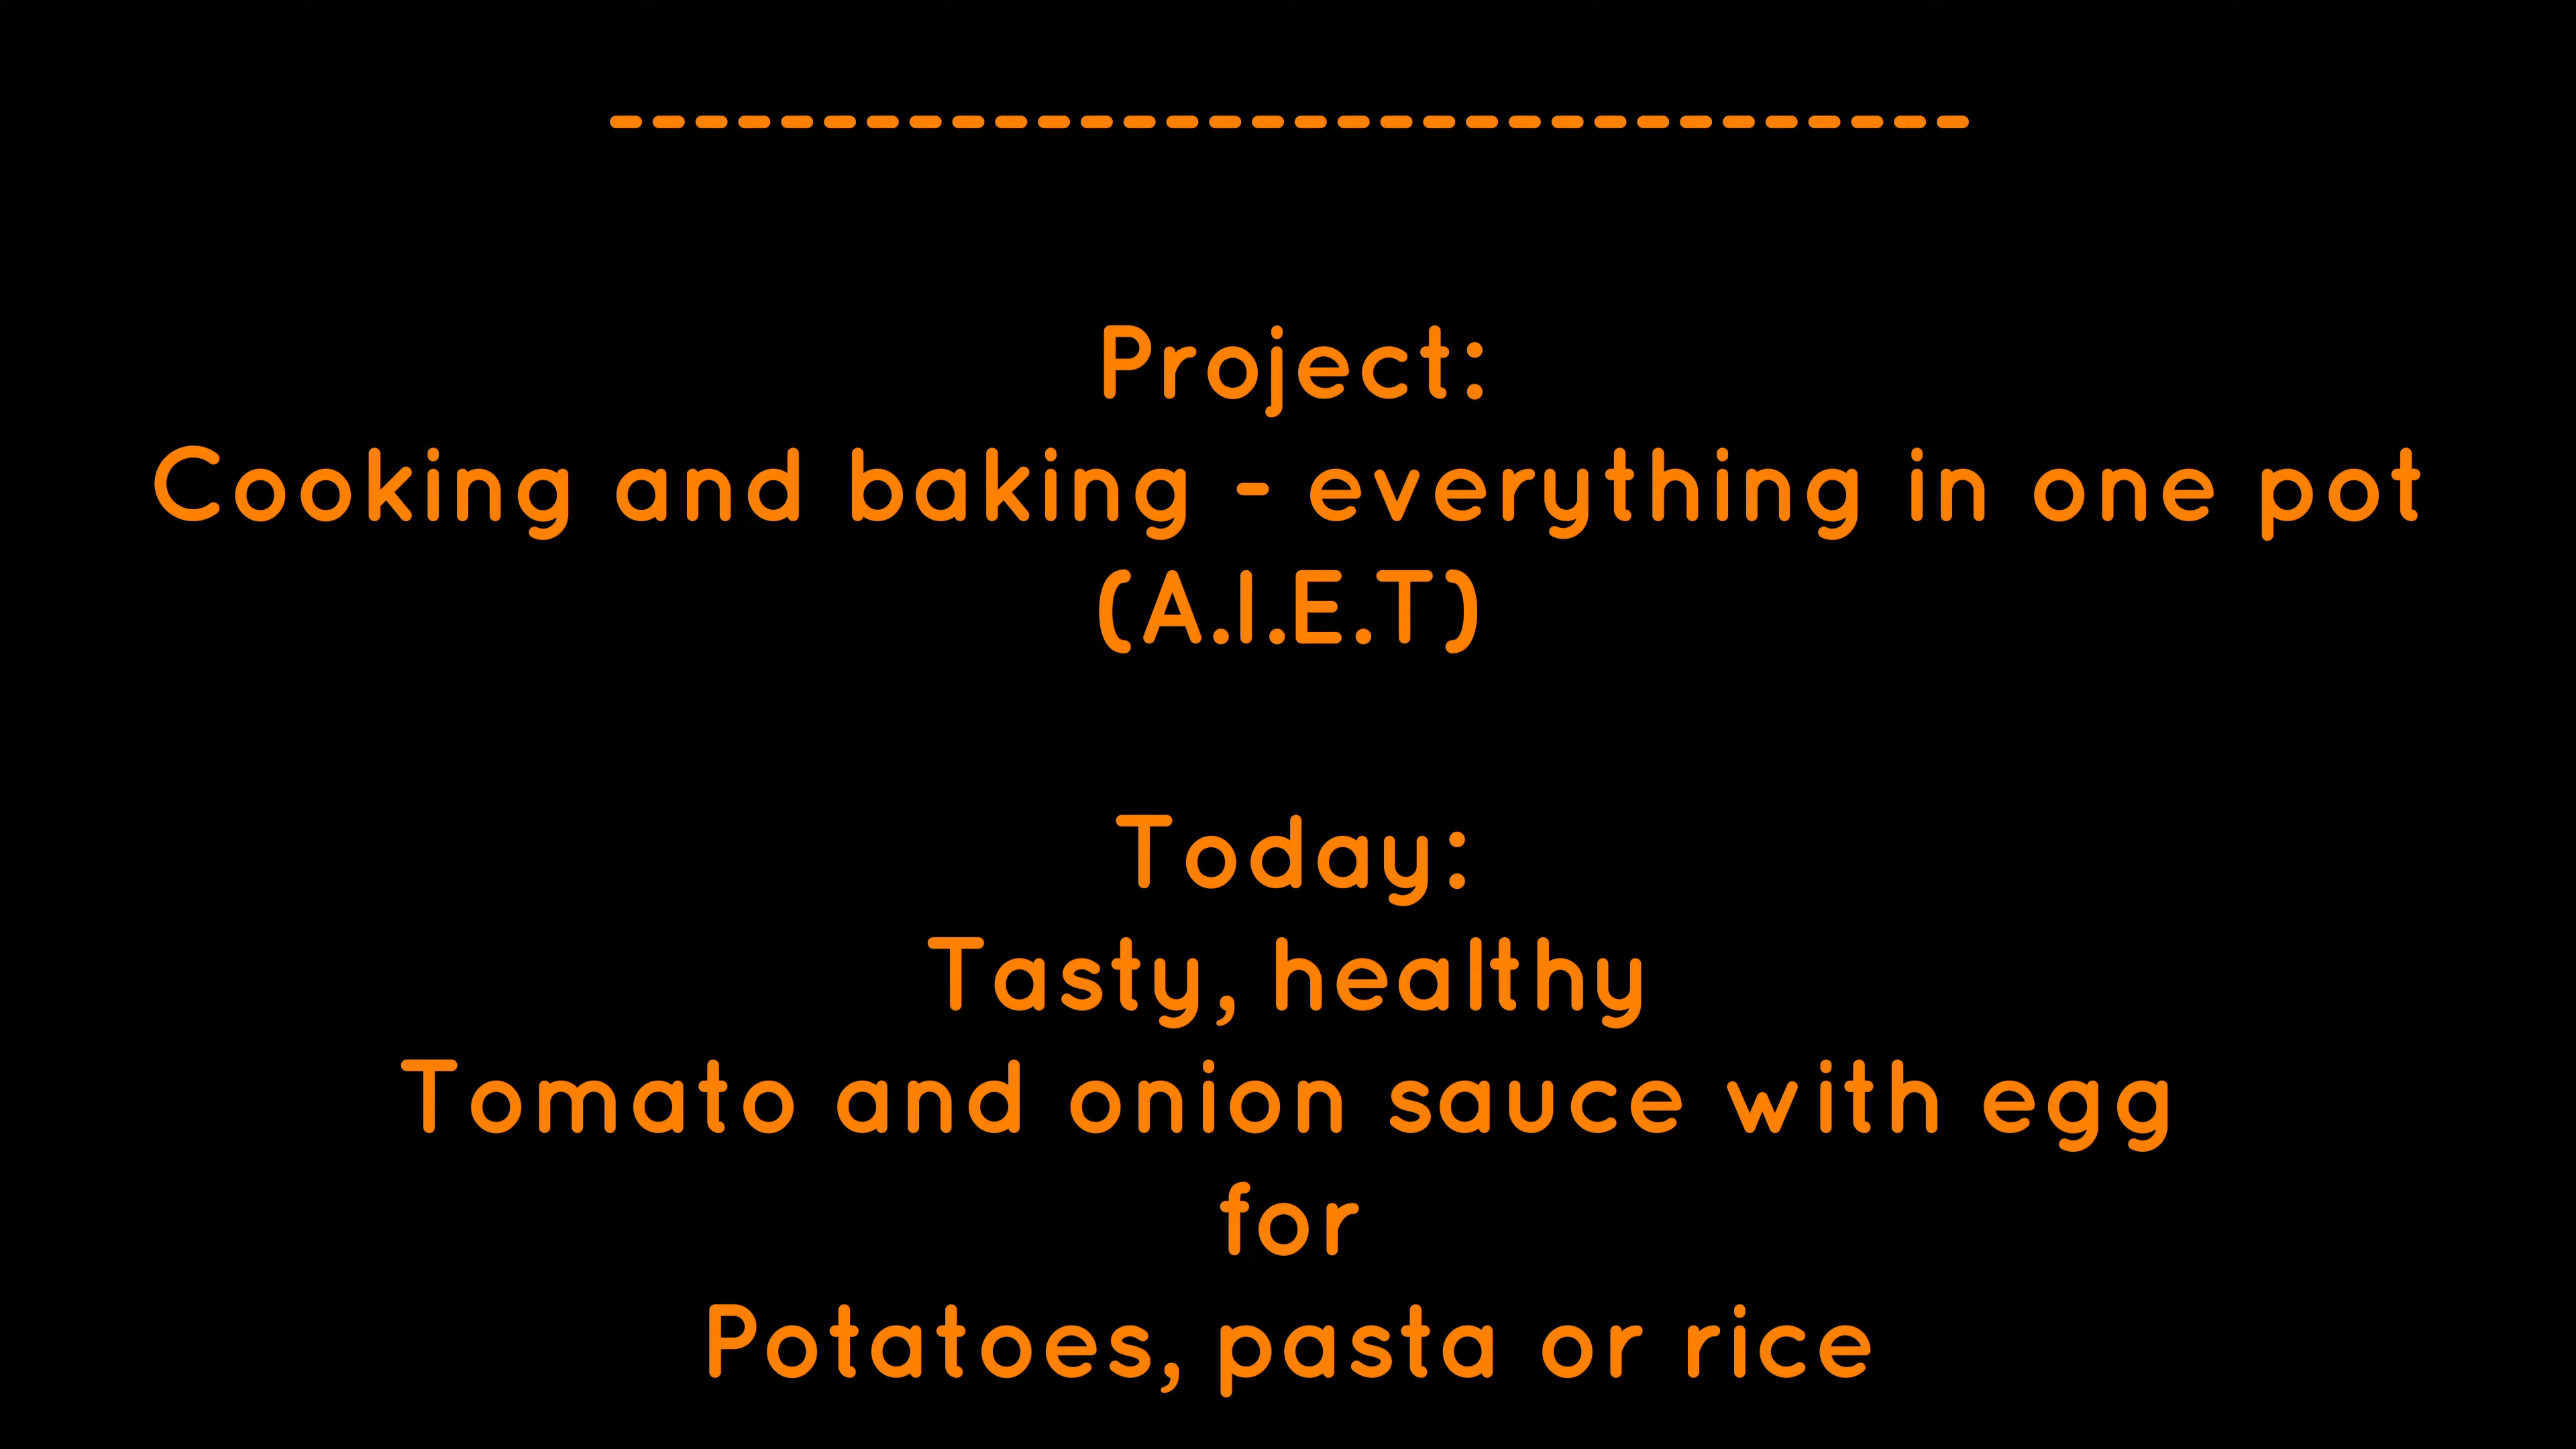 --------------------------------
Project:
Cooking and baking - everything in one pot
(A.I.E.T)
Today:
Tasty, healthy
Tomato and onion sauce with egg
for
Potatoes, pasta or rice